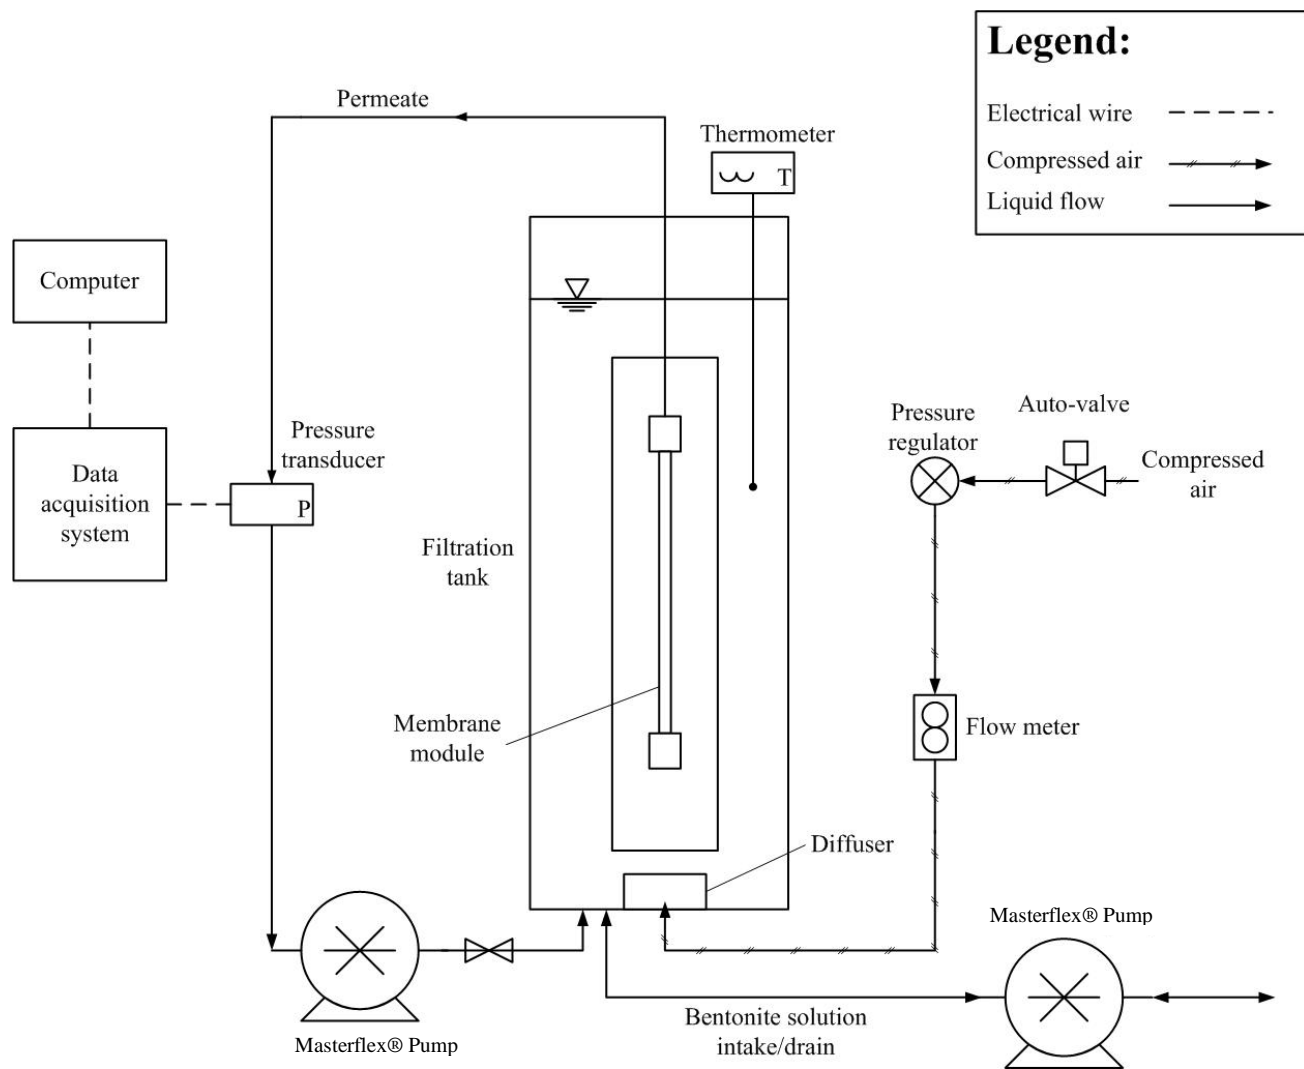 Legend:
Electrical wire
Compressed air
Liquid flow
Permeate
Thermometer
T
Computer
Pressure
transducer
P
Data
acquisition
system
Filtration
tank
Pressure
regulator
Auto-valve
Compressed
air
Membrane
module
Flow meter
Diffuser
Masterflex® Pump
Bentonite solution
intake/drain
Masterflex® Pump